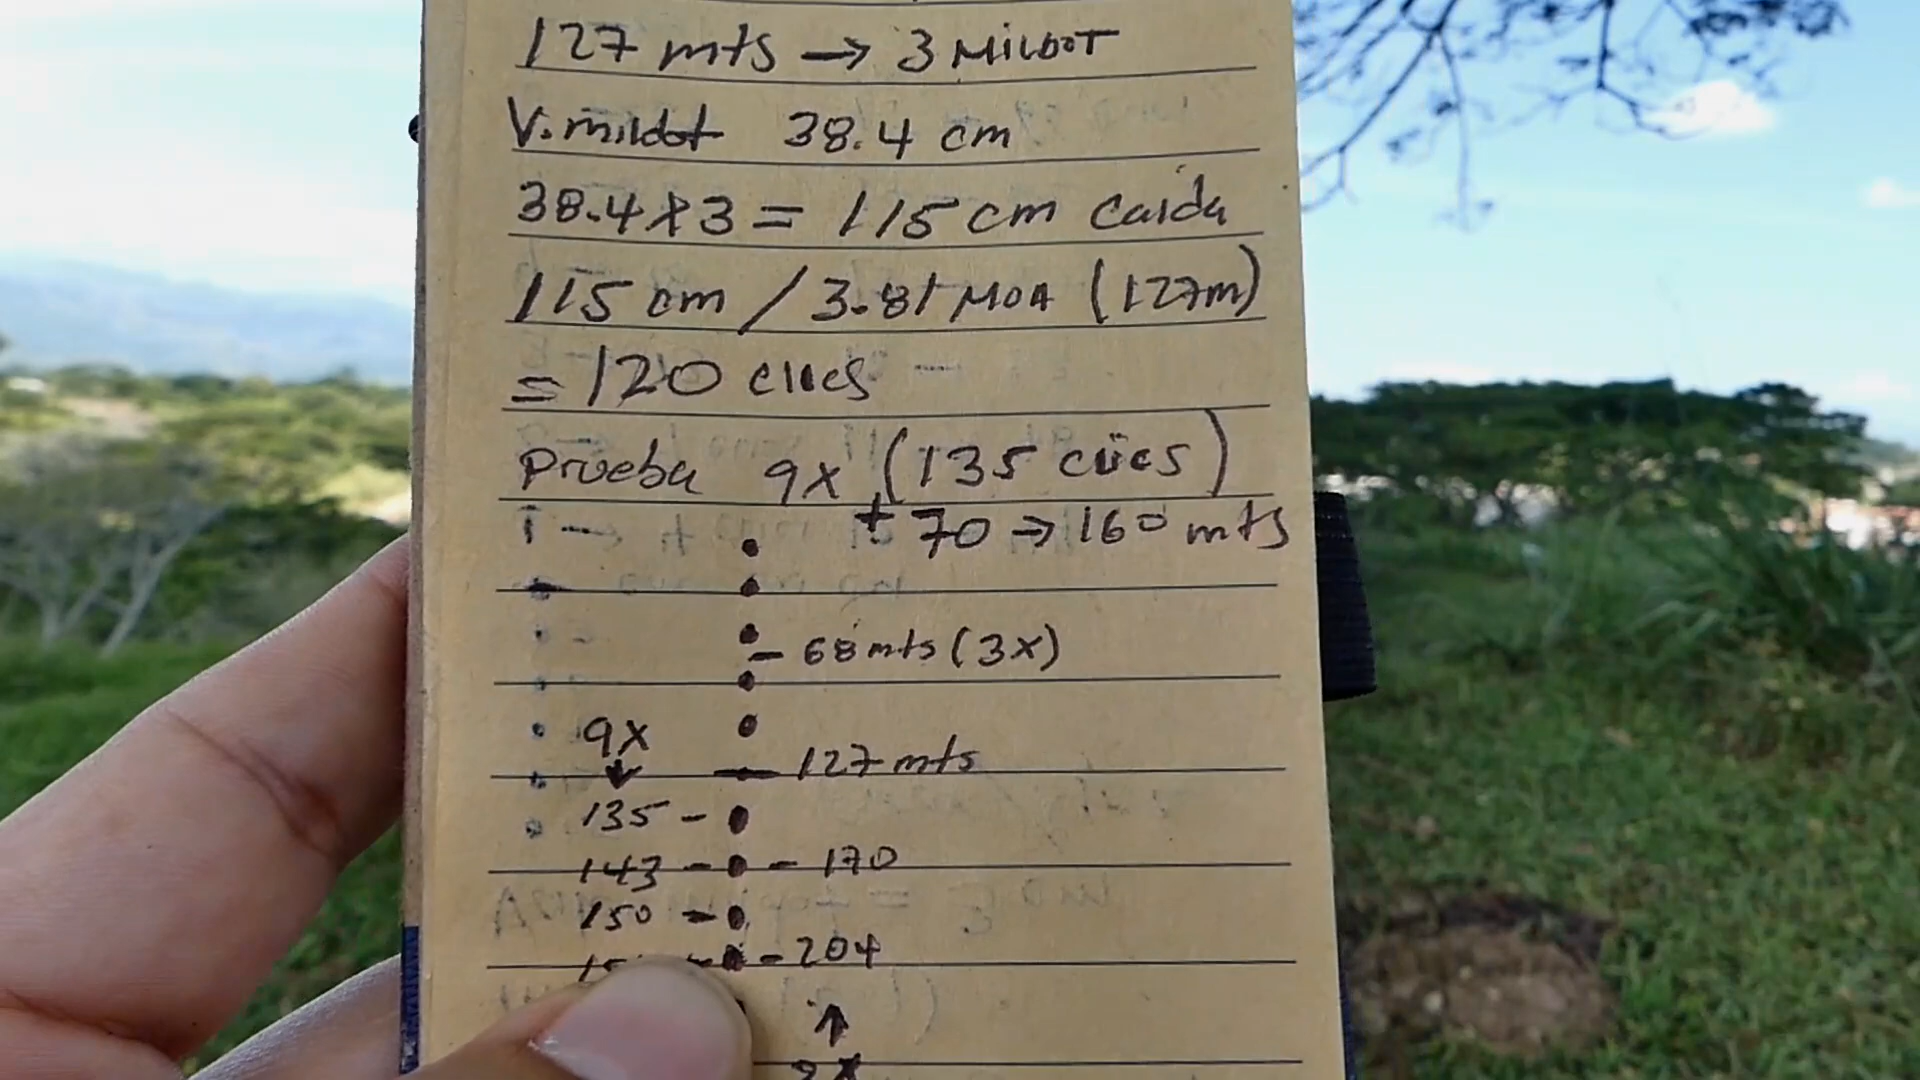 127 mts → 3 MILDOT
V. mildot 38.4 cm
38.4 x 3 = 115 cm caida
115 cm / 3.81 MOA (127m)
= 120 clics
Prueba 9x (135 clics)
+ 70 → 160 mts
- 68 mts (3x)
9x
↓
- 127 mts
135 -
143 - - 170
150 -
- 204
↑